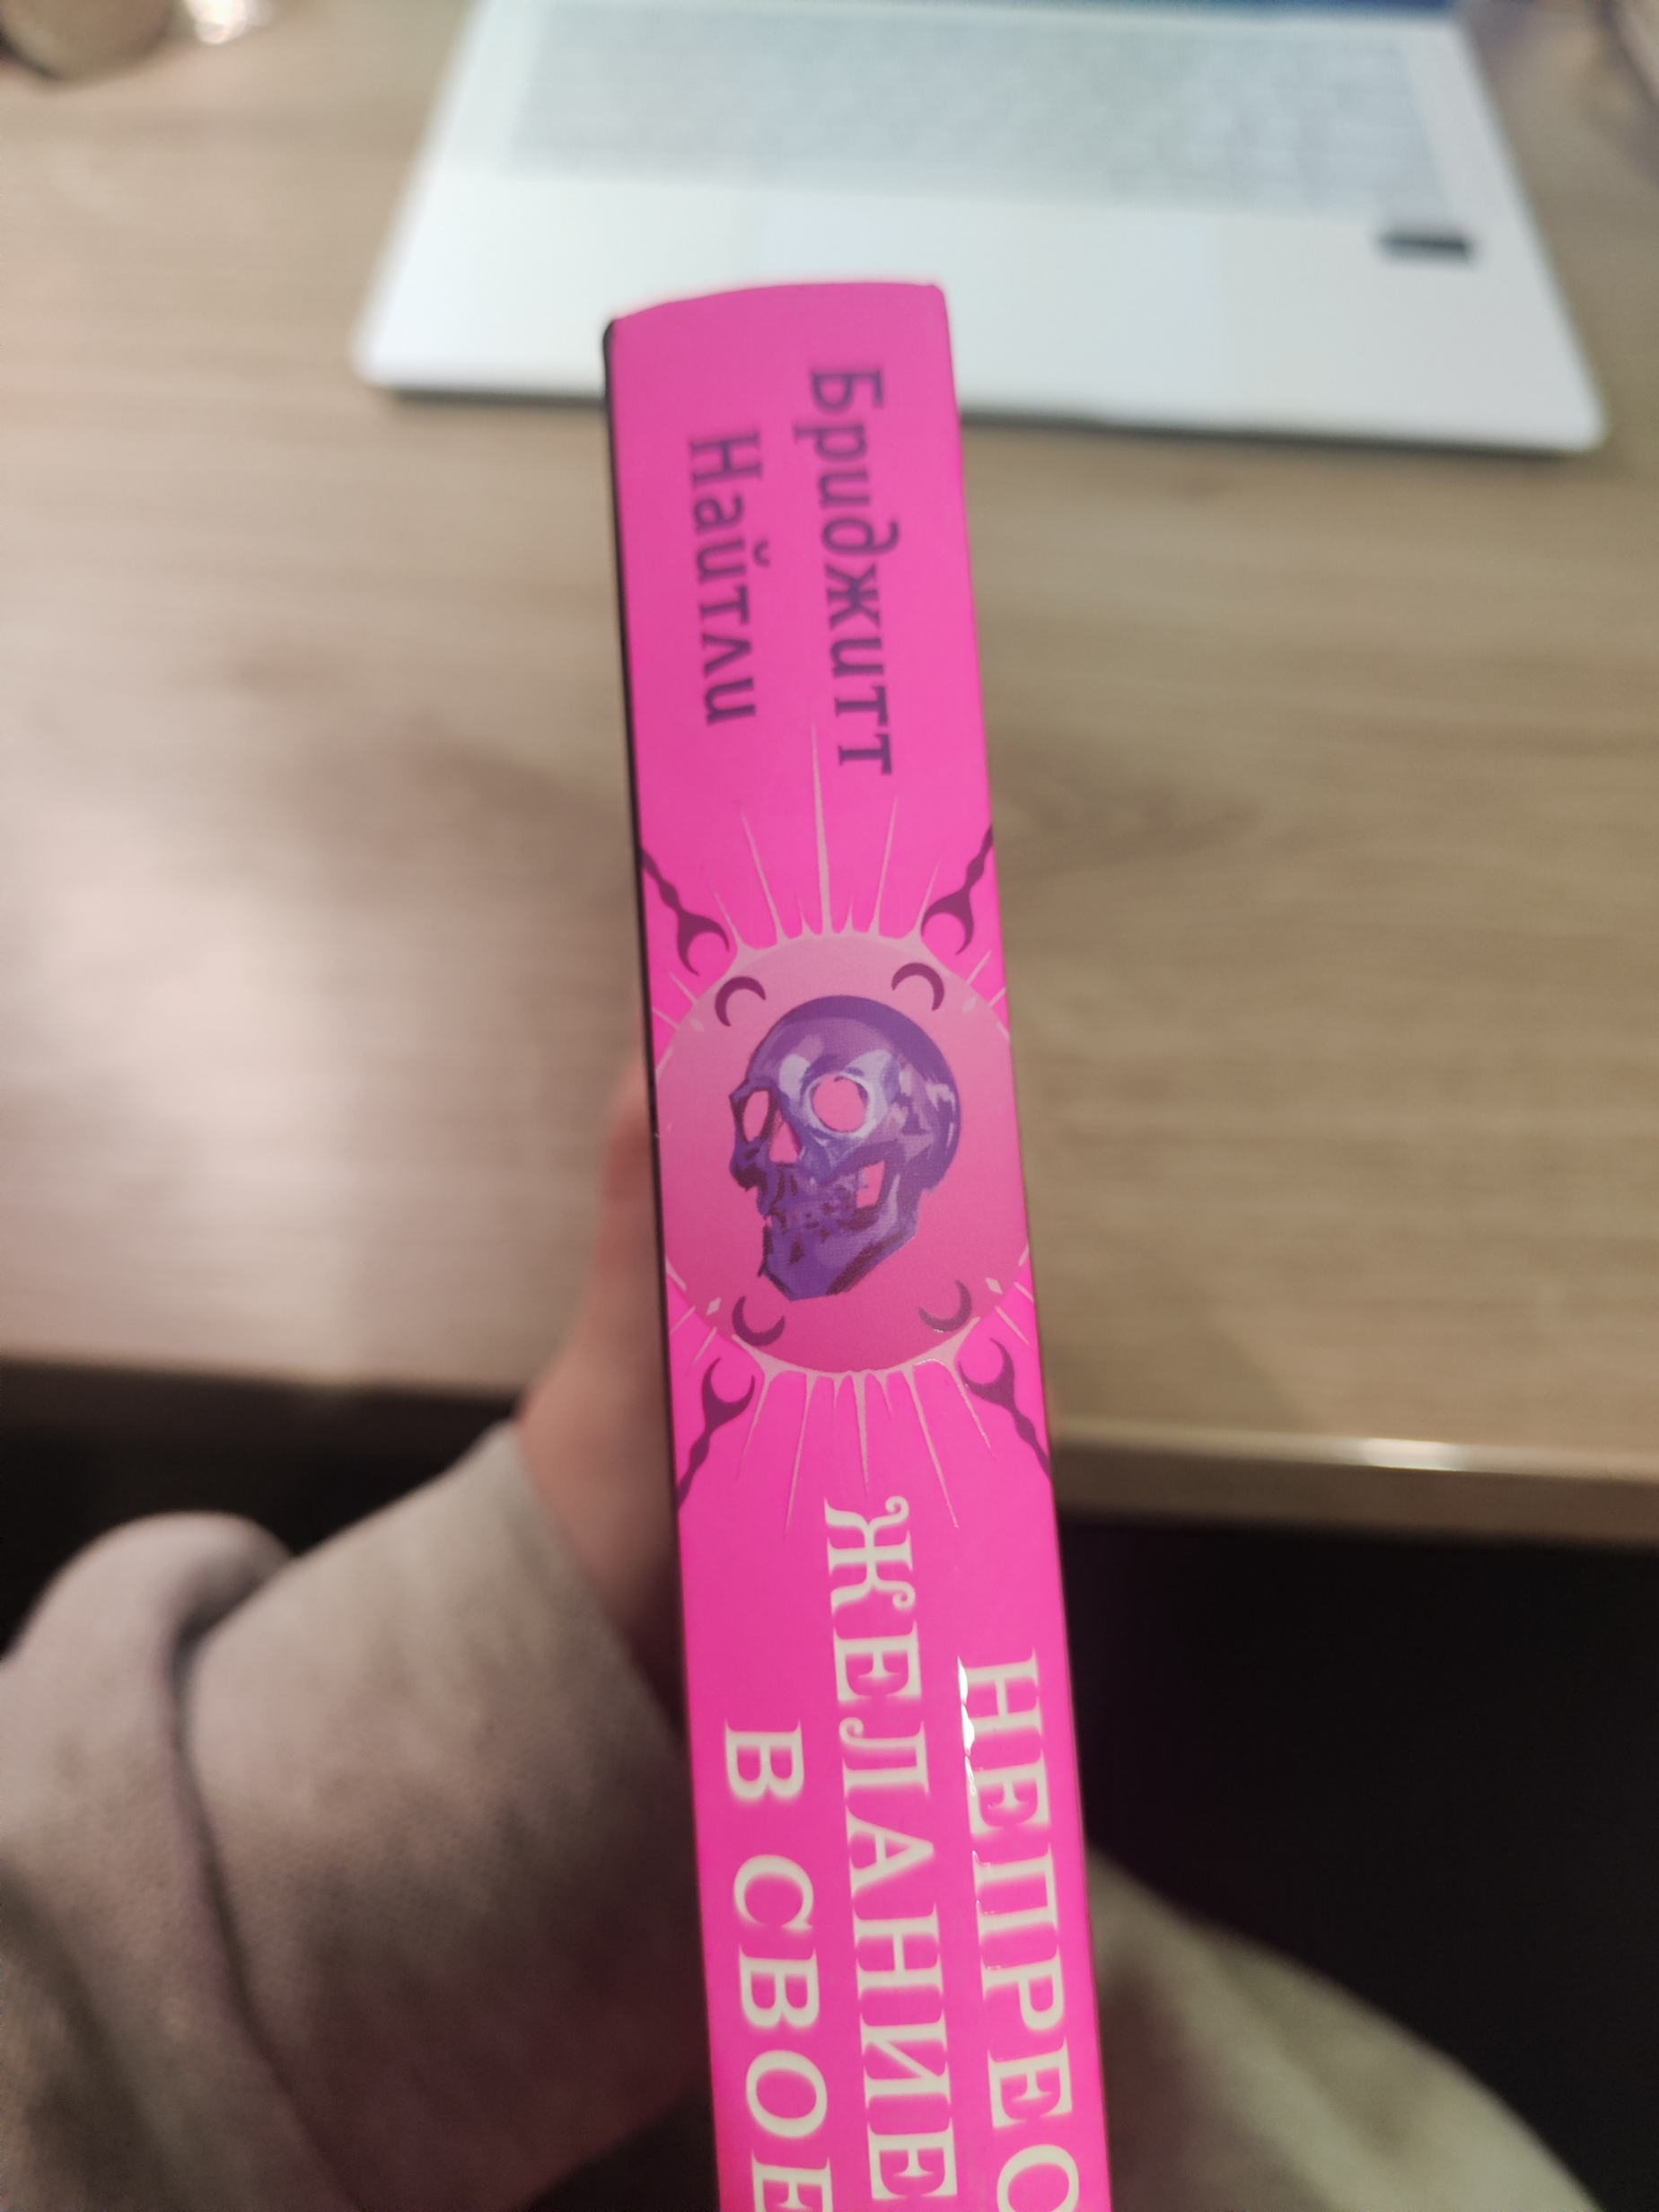 Бриджитт
Найтли
НЕПРЕО
ЖЕЛАНИЕ
В СВОЕ